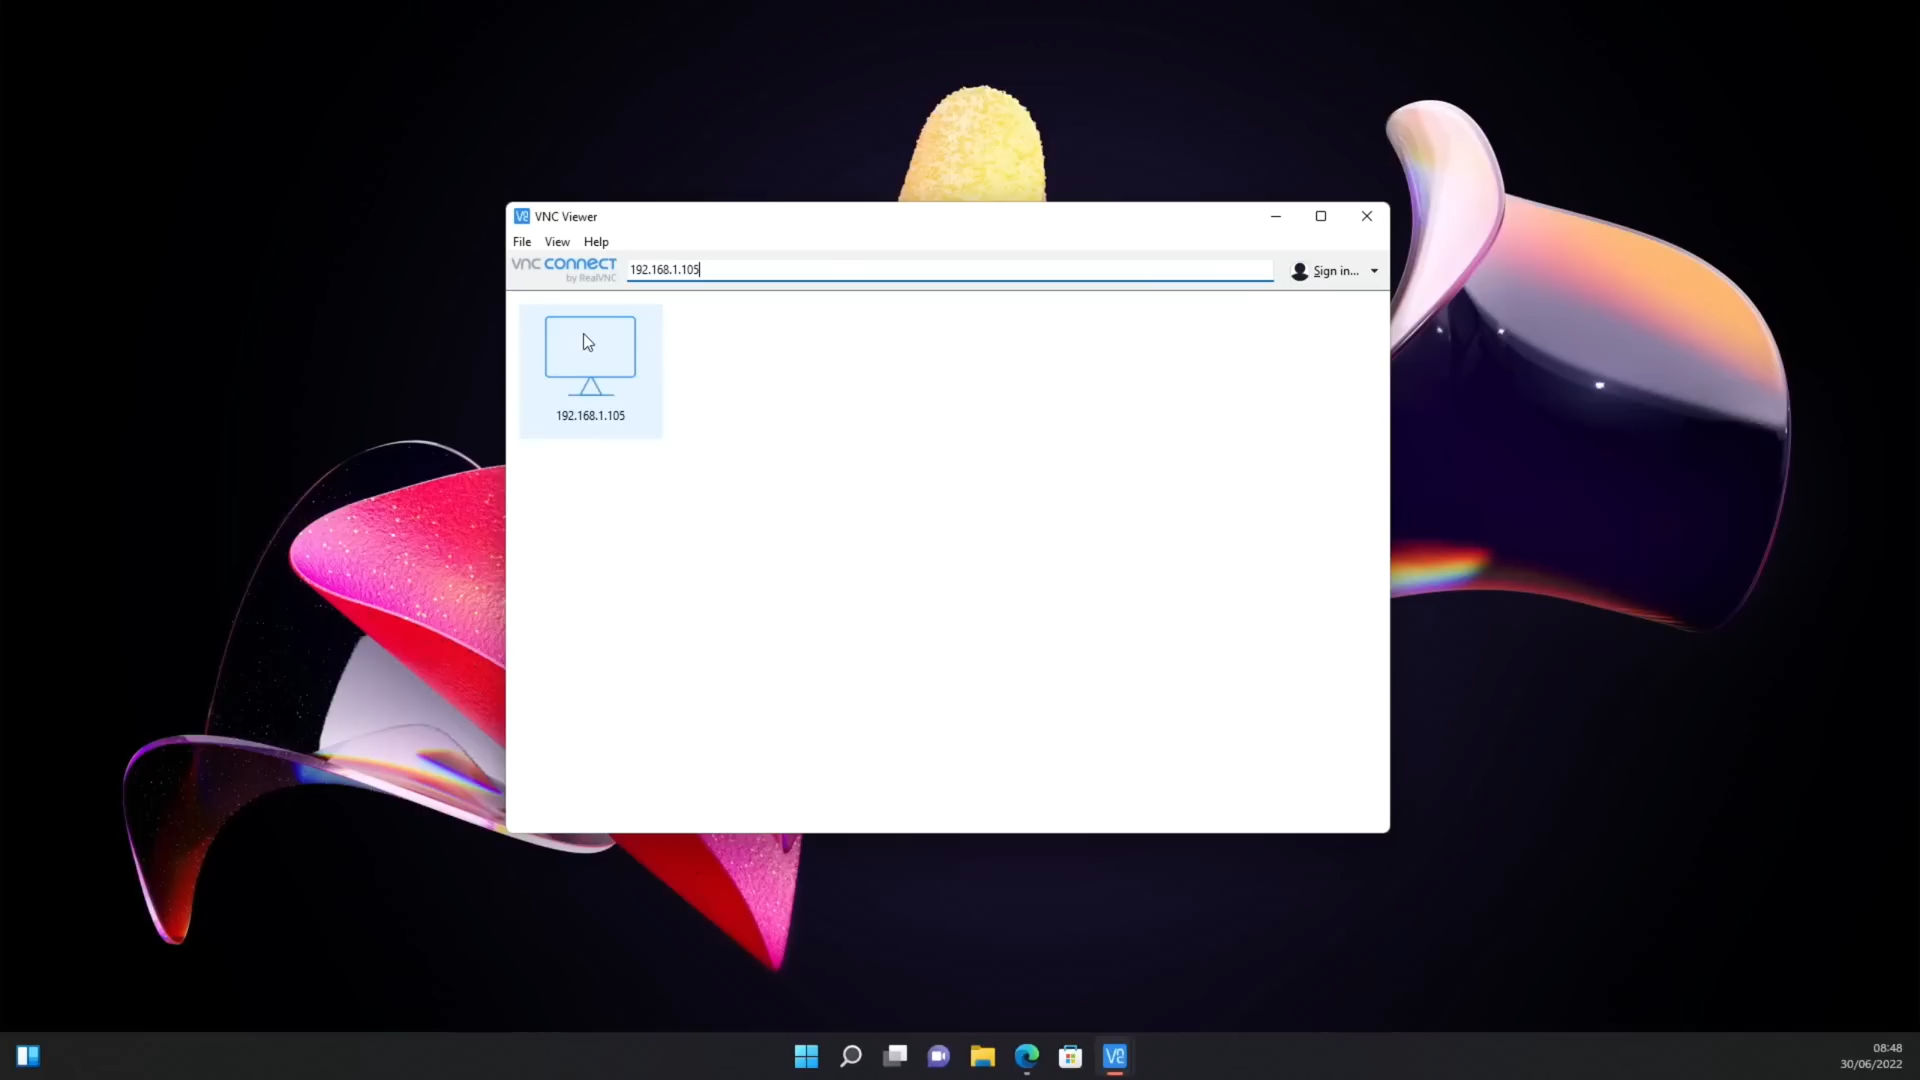 VNC Viewer
File View Help
vnc connect
by RealVNC
192.168.1.105
Sign in...
192.168.1.105
08:48
30/06/2022